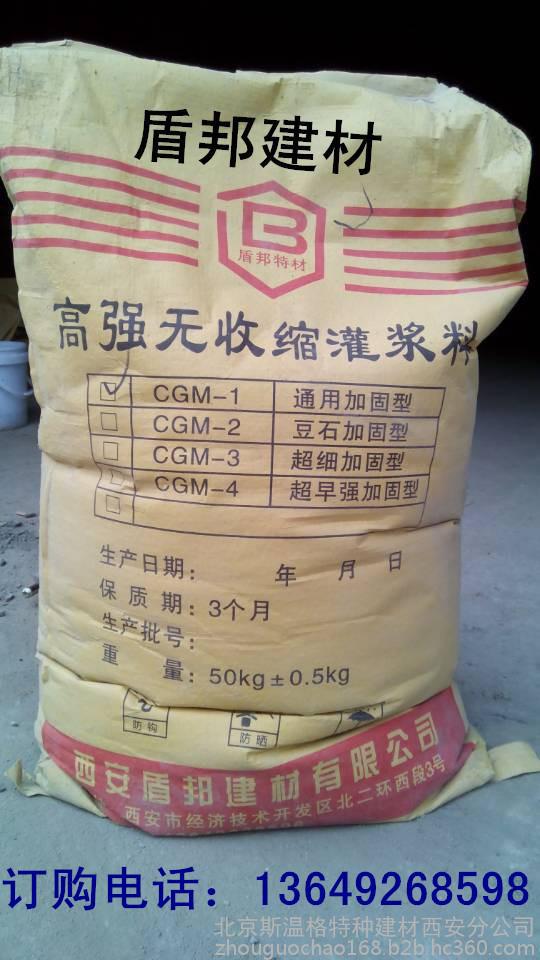 盾邦建材
B
盾邦特材
高强无收缩灌浆料
CGM-1 通用加固型
CGM-2 豆石加固型
CGM-3 超细加固型
CGM-4 超早强加固型
生产日期: 年 月 日
保质期: 3个月
生产批号:
重量: 50kg±0.5kg
防钩 防晒
西安盾邦建材有限公司
西安市经济技术开发区北二环西段3号
订购电话：13649268598
北京斯温格特种建材西安分公司
zhouguochao168.b2b.hc360.com